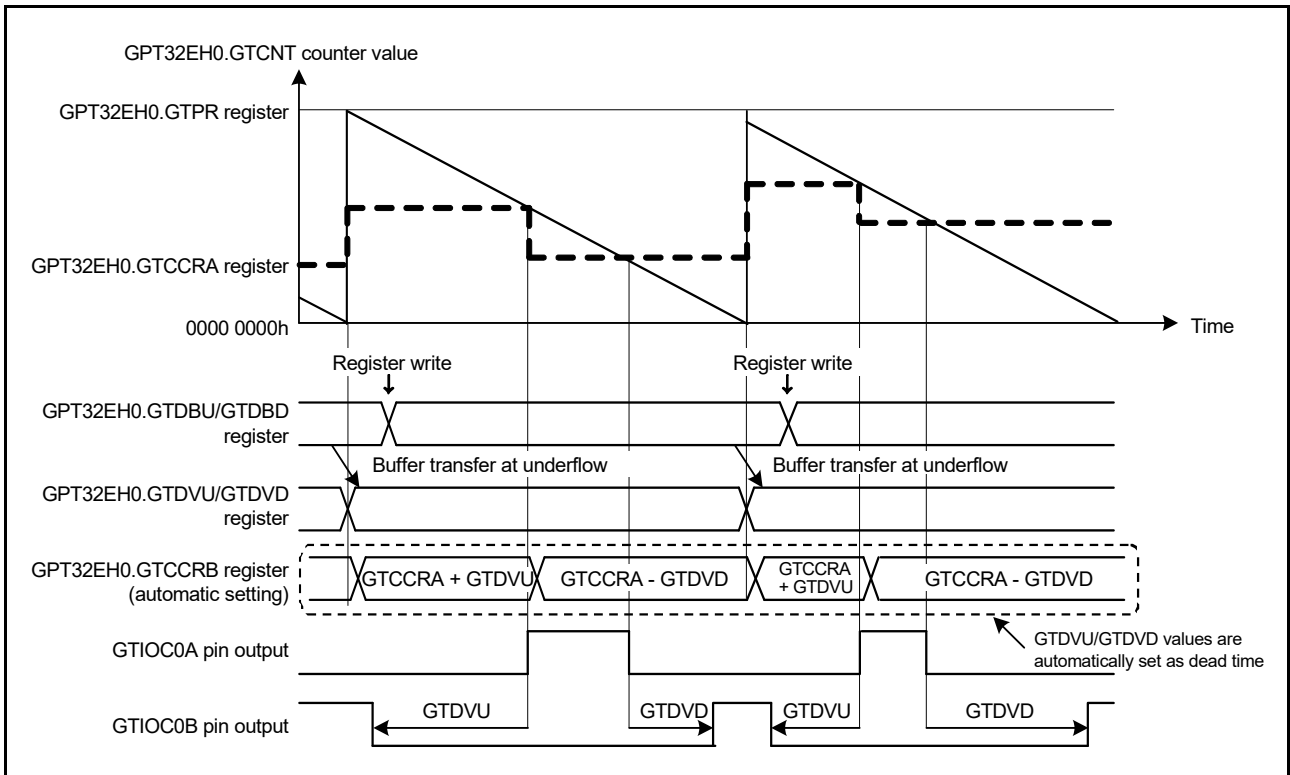 GPT32EH0.GTCNT counter value
GPT32EH0.GTPR register
GPT32EH0.GTCCRA register
0000 0000h
Time
Register write
Register write
GPT32EH0.GTDBU/GTDBD
register
Buffer transfer at underflow
Buffer transfer at underflow
GPT32EH0.GTDVU/GTDVD
register
GPT32EH0.GTCCRB register
(automatic setting)
GTCCRA + GTDVU
GTCCRA - GTDVD
GTCCRA
+ GTDVU
GTCCRA - GTDVD
GTIOC0A pin output
GTDVU/GTDVD values are
automatically set as dead time
GTIOC0B pin output
GTDVU
GTDVD
GTDVU
GTDVD